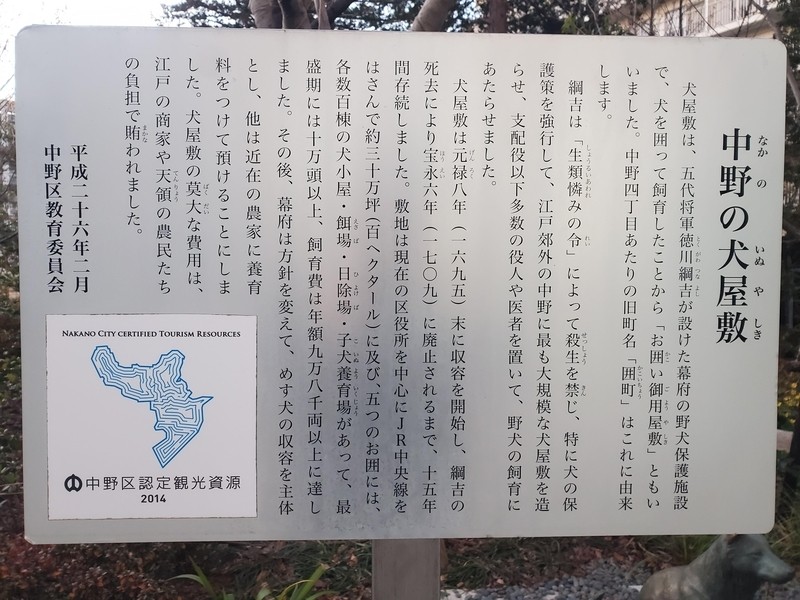 中野の犬屋敷
犬屋敷は、五代将軍徳川綱吉が設けた幕府の野犬保護施設
で、犬を囲って飼育したことから「お囲い御用屋敷」ともい
いました。中野四丁目あたりの旧町名「囲町」はこれに由来
します。
綱吉は「生類憐みの令」によって殺生を禁じ、特に犬の保
護策を強行して、江戸郊外の中野に最も大規模な犬屋敷を造
らせ、支配役以下多数の役人や医者を置いて、野犬の飼育に
あたらせました。
犬屋敷は元禄八年（一六九五）末に収容を開始し、綱吉の
死去により宝永六年（一七〇九）に廃止されるまで、十五年
間存続しました。敷地は現在の区役所を中心にＪＲ中央線を
はさんで約三十万坪（百ヘクタール）に及び、五つのお囲には、
各数百棟の犬小屋・餌場・日除場・子犬養育場があって、最
盛期には十万頭以上、飼育費は年額九万八千両以上に達し
ました。その後、幕府は方針を変えて、めす犬の収容を主体
とし、他は近在の農家に養育
料をつけて預けることにしま
した。犬屋敷の莫大な費用は、
江戸の商家や天領の農民たち
の負担で賄われました。
平成二十六年二月
中野区教育委員会
NAKANO CITY CERTIFIED TOURISM RESOURCES
中野区認定観光資源
2014